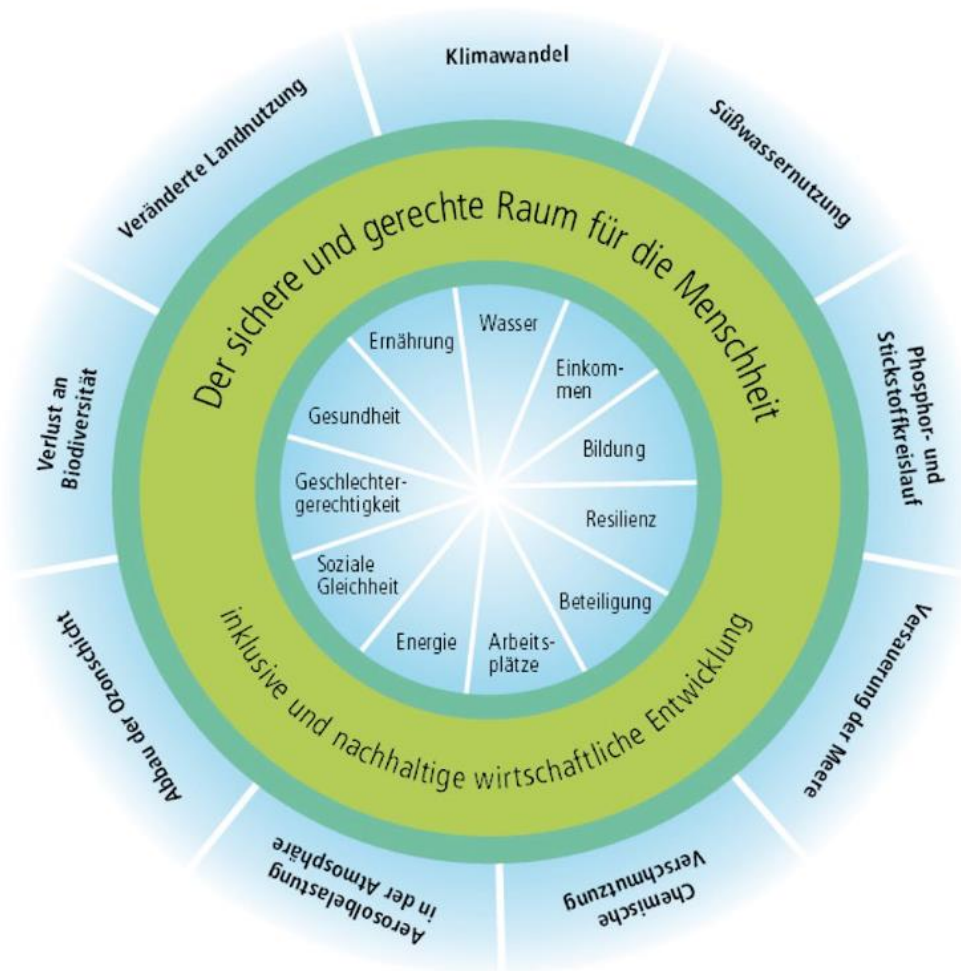 Klimawandel
Süßwassernutzung
Phosphor- und
Stickstoffkreislauf
Versauerung der Meere
Chemische
Verschmutzung
Aerosolbelastung
in der Atmosphäre
Abbau der Ozonschicht
Verlust an
Biodiversität
Veränderte Landnutzung
Der sichere und gerechte Raum für die Menschheit
inklusive und nachhaltige wirtschaftliche Entwicklung
Wasser
Einkom-
men
Bildung
Resilienz
Beteiligung
Arbeits-
plätze
Energie
Soziale
Gleichheit
Geschlechter-
gerechtigkeit
Gesundheit
Ernährung